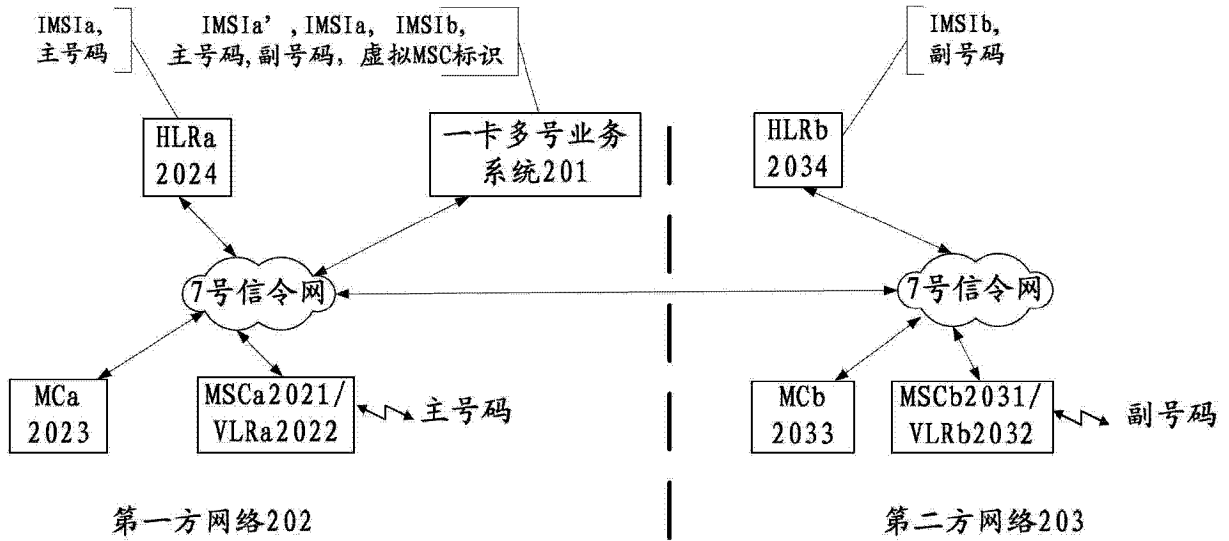 IMSIa,
主号码
IMSIa’,IMSIa, IMSIb,
主号码,副号码, 虚拟MSC标识
IMSIb,
副号码
HLRa
2024
一卡多号业务
系统201
HLRb
2034
7号信令网
7号信令网
MCa
2023
MSCa2021/
VLRa2022
主号码
MCb
2033
MSCb2031/
VLRb2032
副号码
第一方网络202
第二方网络203